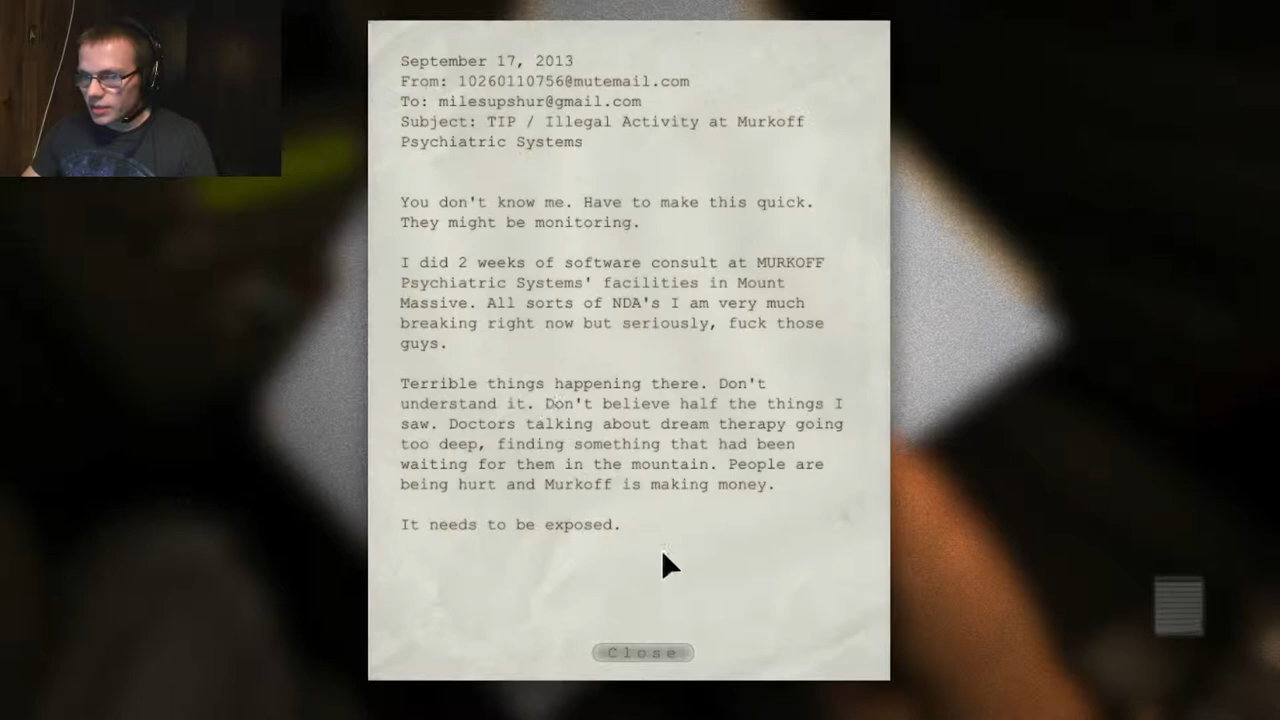 September 17, 2013
From: 10260110756@mutemail.com
To: milesupshur@gmail.com
Subject: TIP / Illegal Activity at Murkoff
Psychiatric Systems
You don't know me. Have to make this quick.
They might be monitoring.
I did 2 weeks of software consult at MURKOFF
Psychiatric Systems' facilities in Mount
Massive. All sorts of NDA's I am very much
breaking right now but seriously, fuck those
guys.
Terrible things happening there. Don't
understand it. Don't believe half the things I
saw. Doctors talking about dream therapy going
too deep, finding something that had been
waiting for them in the mountain. People are
being hurt and Murkoff is making money.
It needs to be exposed.
Close